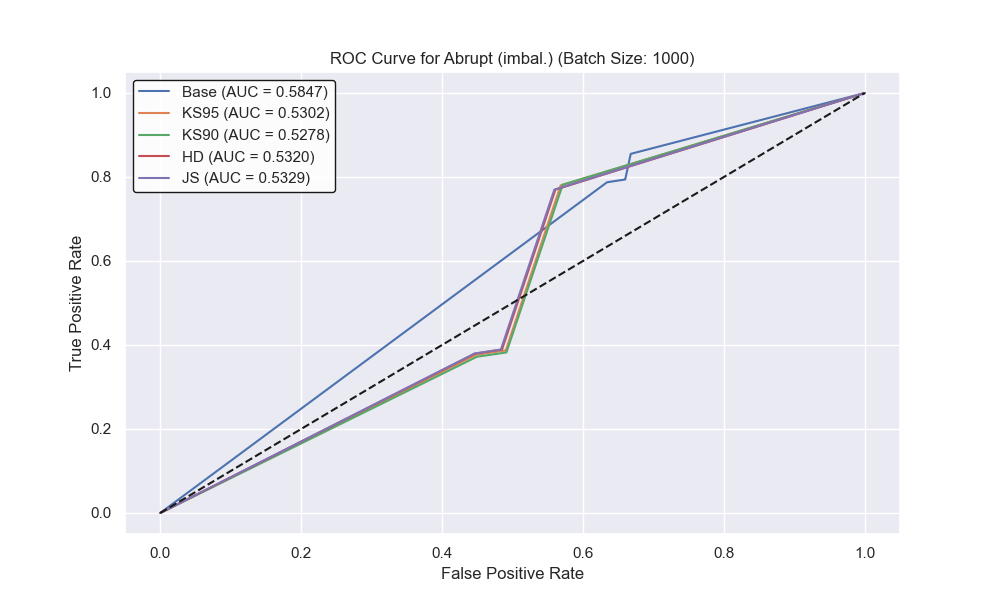 ROC Curve for Abrupt (imbal.) (Batch Size: 1000)
Base (AUC = 0.5847)
KS95 (AUC = 0.5302)
KS90 (AUC = 0.5278)
HD (AUC = 0.5320)
JS (AUC = 0.5329)
True Positive Rate
1.0
0.8
0.6
0.4
0.2
0.0
0.0 0.2 0.4 0.6 0.8 1.0
False Positive Rate